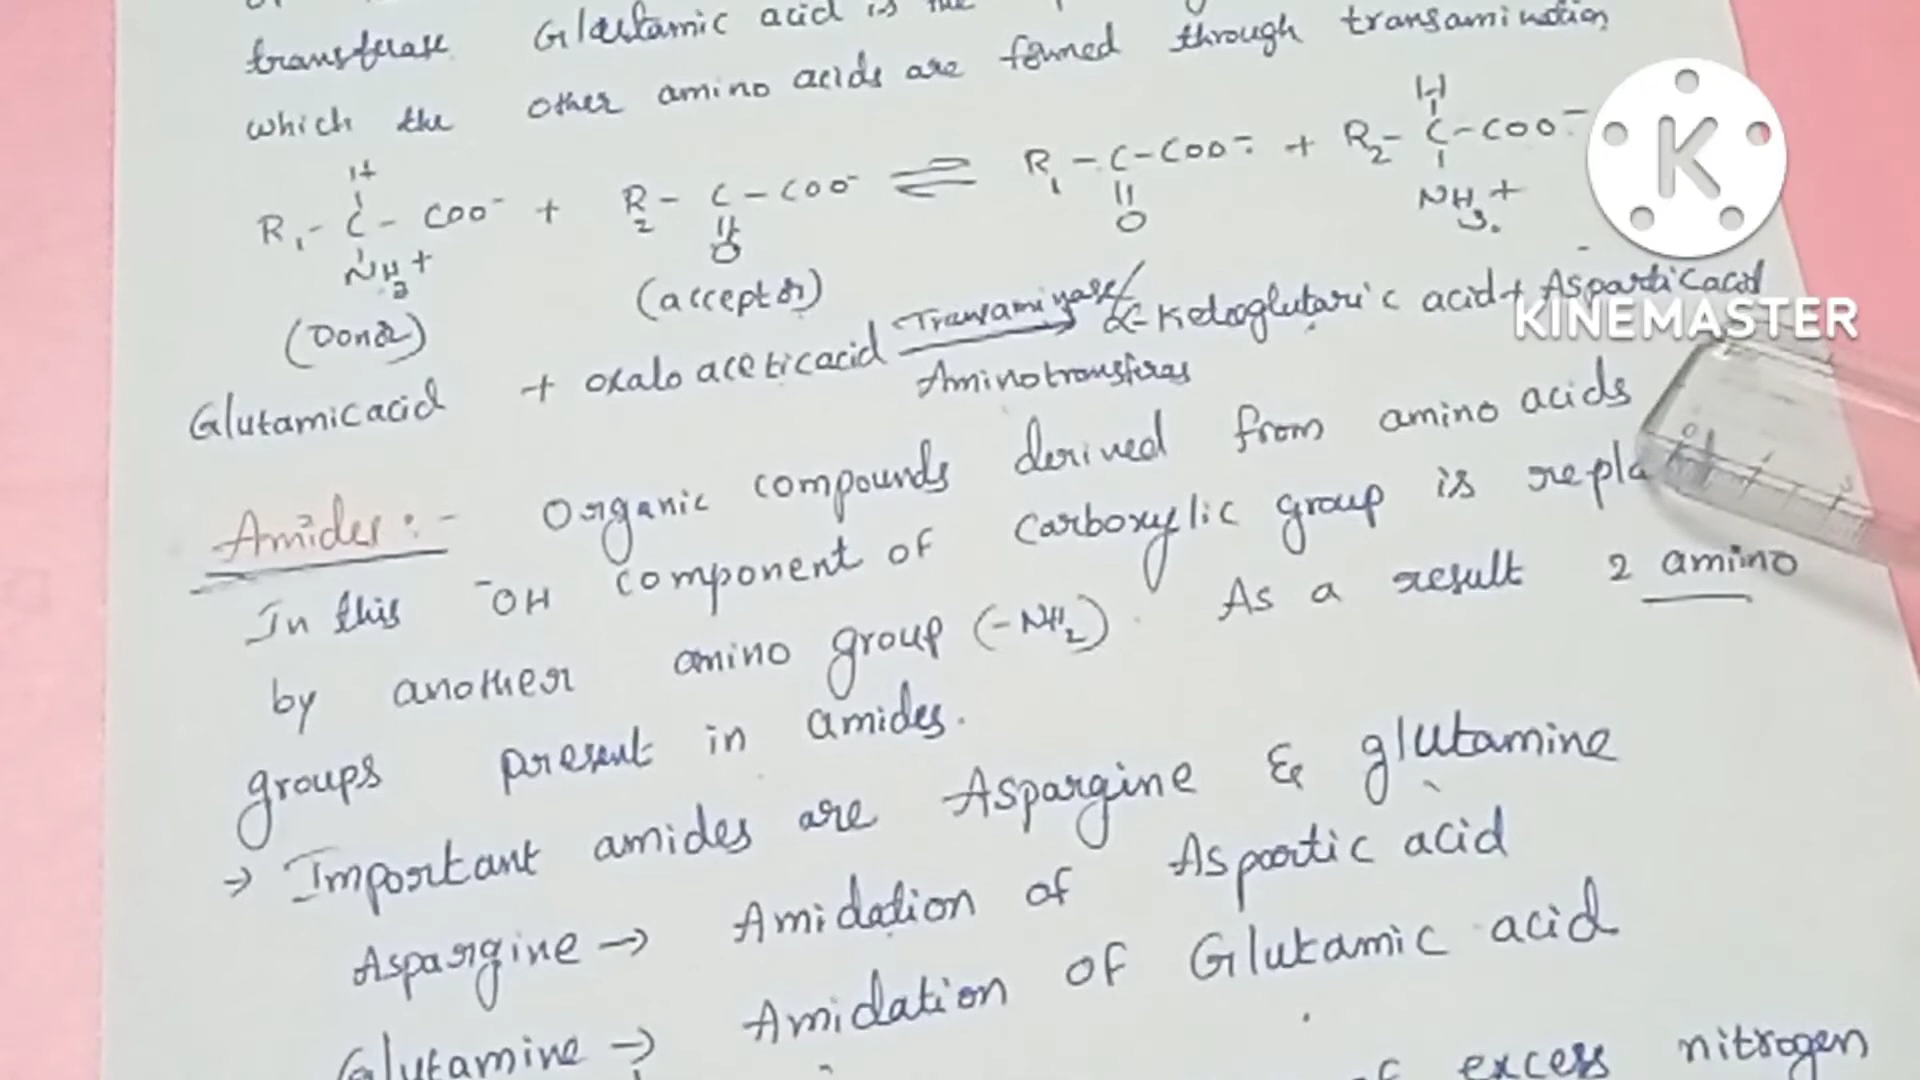 transferase Glutamic acid is the
which the other amino acids are formed through transamination
H H
R₁ - C - COO⁻ + R₂ - C - COO⁻ ⇌ R₁ - C - COO⁻ + R₂ - C - COO⁻
NH₃⁺ O O NH₃⁺
(Donor) (acceptor)
Glutamic acid + oxalo acetic acid Transaminase/ Aminotransferas → α-Ketoglutaric acid + Aspartic acid
Amides :- Organic compounds derived from amino acids
In this ⁻OH component of carboxylic group is repla
by another amino group (-NH₂). As a result 2 amino
groups present in amides.
→ Important amides are Aspargine & glutamine
Aspargine → Amidation of Aspartic acid
Glutamine → Amidation of Glutamic acid
of excess nitrogen
K
KINEMASTER